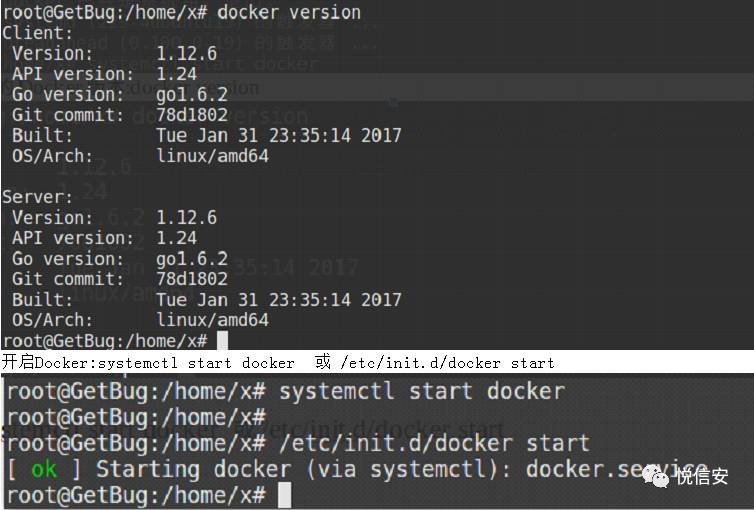 root@GetBug:/home/x# docker version
Client:
Version: 1.12.6
API version: 1.24
Go version: go1.6.2
Git commit: 78d1802
Built: Tue Jan 31 23:35:14 2017
OS/Arch: linux/amd64
Server:
Version: 1.12.6
API version: 1.24
Go version: go1.6.2
Git commit: 78d1802
Built: Tue Jan 31 23:35:14 2017
OS/Arch: linux/amd64
root@GetBug:/home/x#
开启Docker:systemctl start docker 或 /etc/init.d/docker start
root@GetBug:/home/x# systemctl start docker
root@GetBug:/home/x#
root@GetBug:/home/x# /etc/init.d/docker start
[ ok ] Starting docker (via systemctl): docker.service
root@GetBug:/home/x#
悦信安